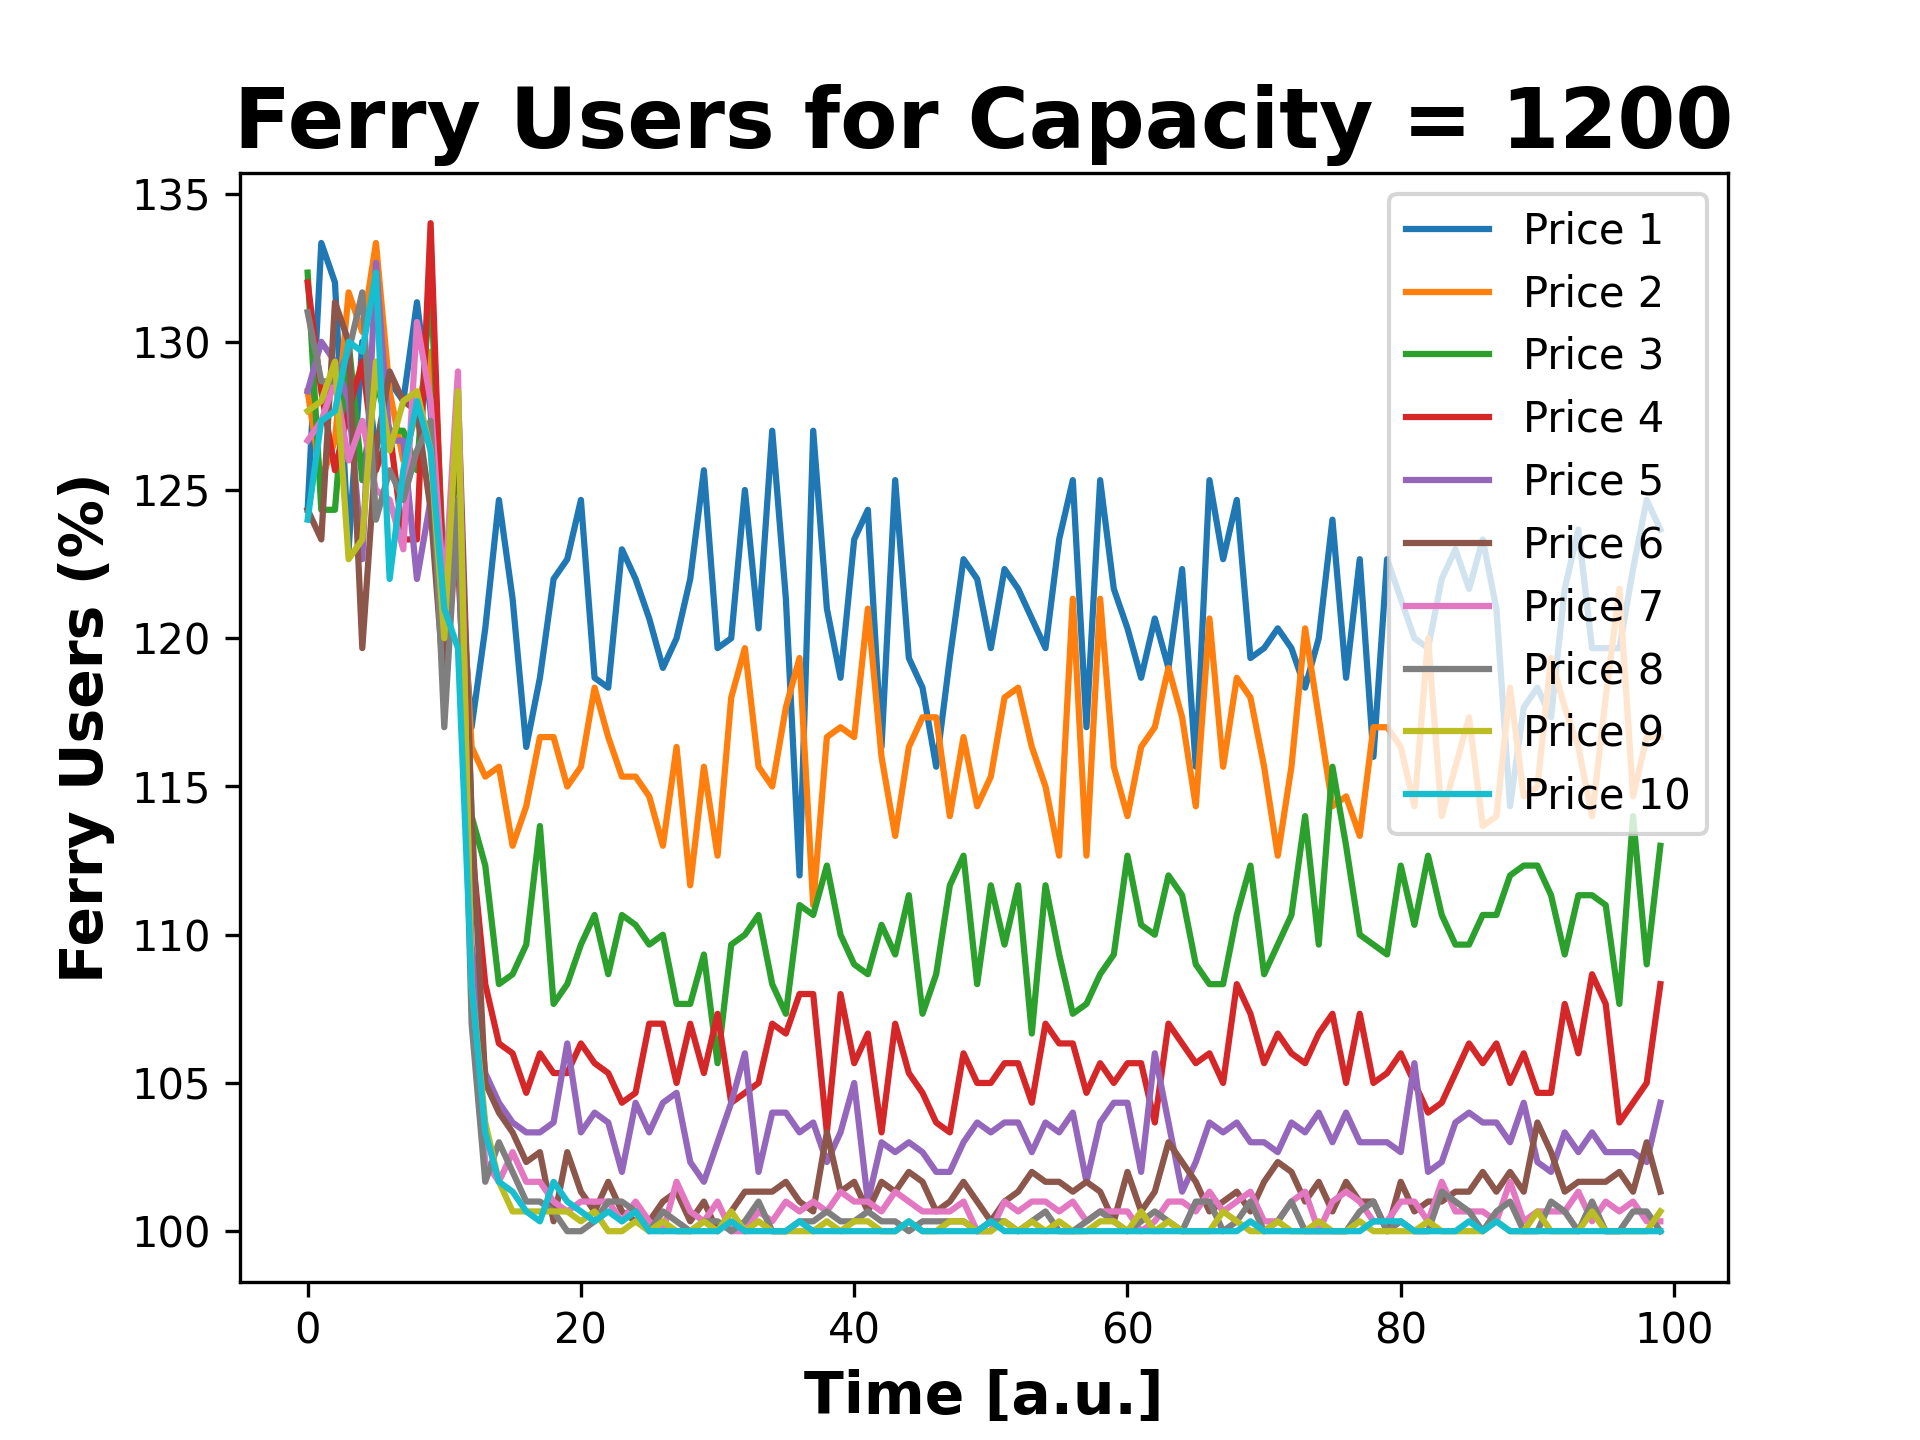 Ferry Users for Capacity = 1200
Ferry Users (%)
135
130
125
120
115
110
105
100
Price 1
Price 2
Price 3
Price 4
Price 5
Price 6
Price 7
Price 8
Price 9
Price 10
0 20 40 60 80 100
Time [a.u.]